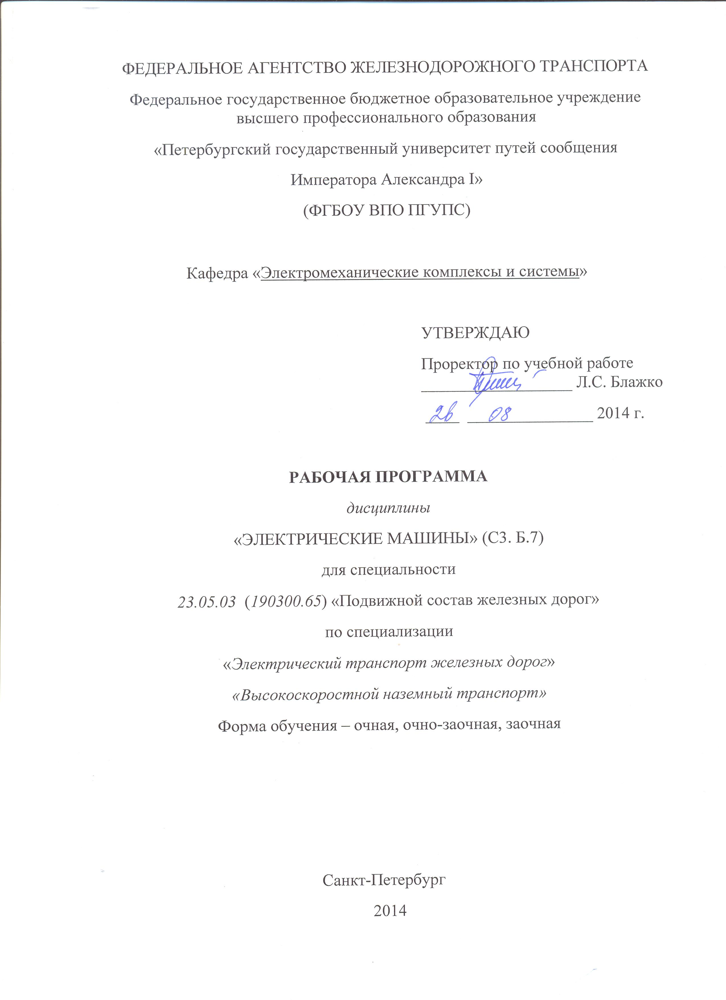 ФЕДЕРАЛЬНОЕ АГЕНТСТВО ЖЕЛЕЗНОДОРОЖНОГО ТРАНСПОРТА
Федеральное государственное бюджетное образовательное учреждение
высшего профессионального образования
«Петербургский государственный университет путей сообщения
Императора Александра I»
(ФГБОУ ВПО ПГУПС)
Кафедра «Электромеханические комплексы и системы»
УТВЕРЖДАЮ
Проректор по учебной работе
Л.С. Блажко
26 08 2014 г.
РАБОЧАЯ ПРОГРАММА
дисциплины
«ЭЛЕКТРИЧЕСКИЕ МАШИНЫ» (С3. Б.7)
для специальности
23.05.03 (190300.65) «Подвижной состав железных дорог»
по специализации
«Электрический транспорт железных дорог»
«Высокоскоростной наземный транспорт»
Форма обучения – очная, очно-заочная, заочная
Санкт-Петербург
2014